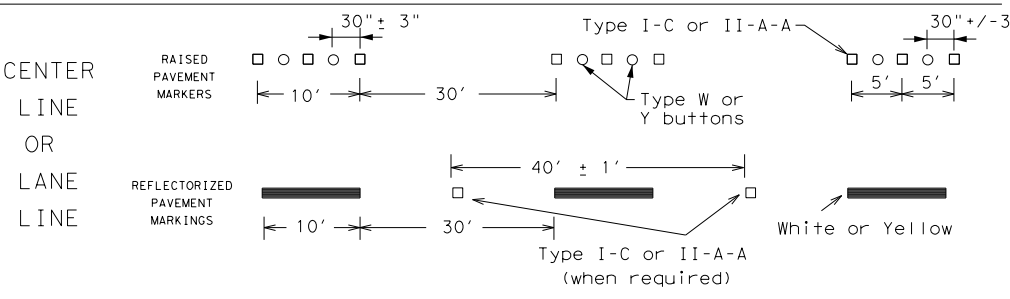 CENTER
LINE
OR
LANE
LINE
RAISED
PAVEMENT
MARKERS
30"± 3"
Type I-C or II-A-A
30"+/-3
10'
30'
Type W or
Y buttons
5'
5'
REFLECTORIZED
PAVEMENT
MARKINGS
40' ± 1'
10'
30'
Type I-C or II-A-A
(when required)
White or Yellow